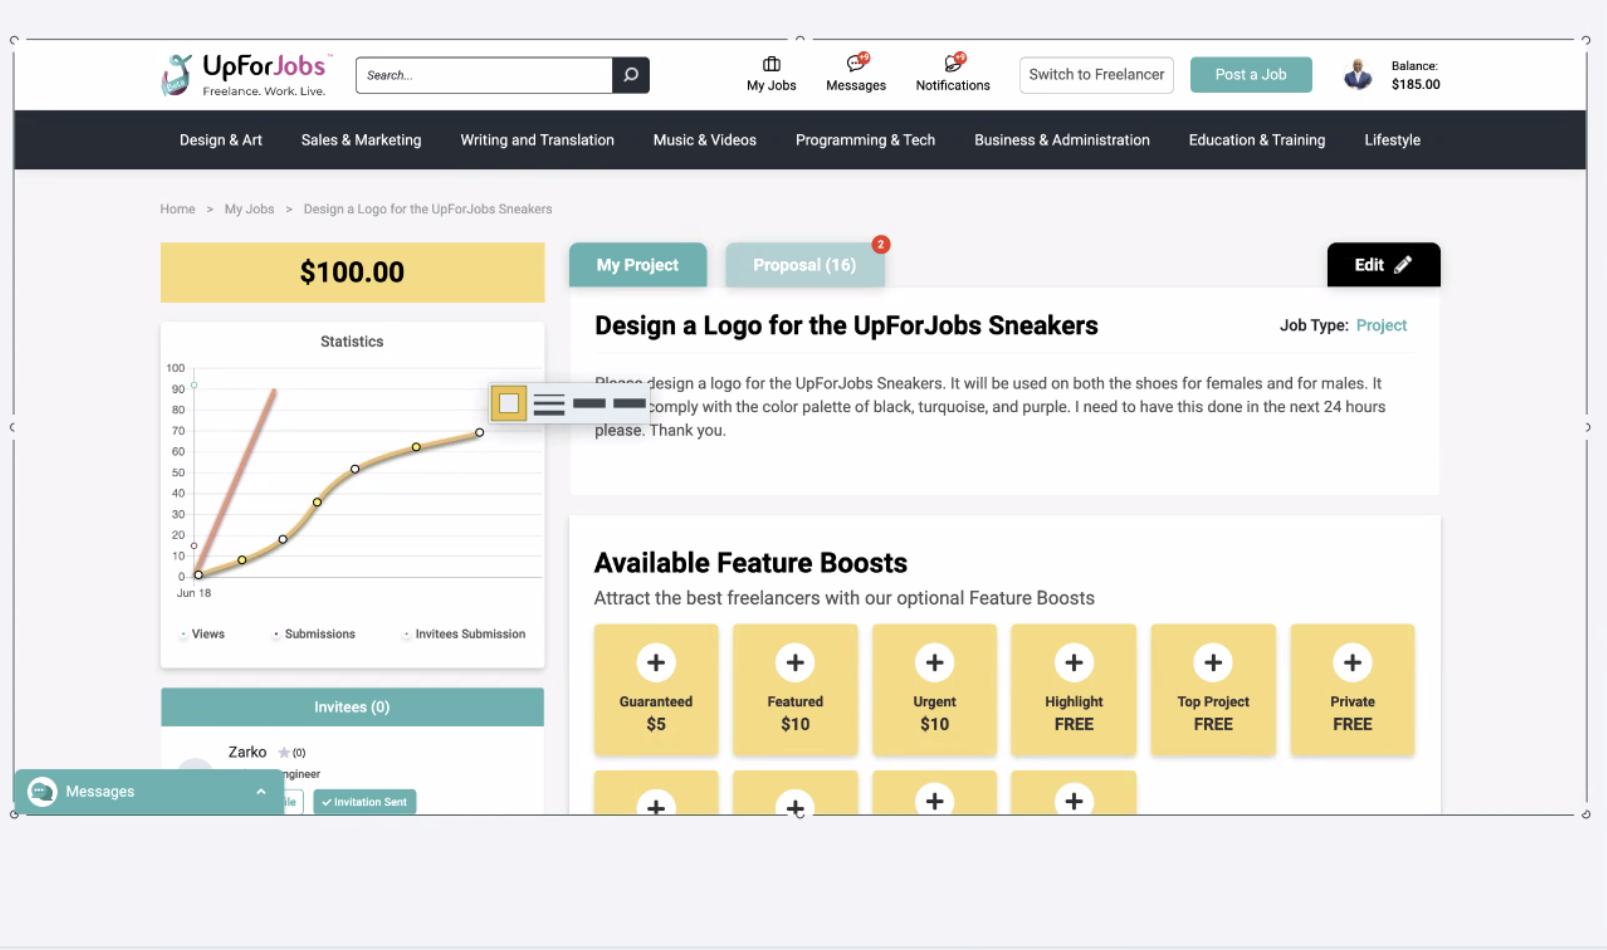 UpForJobs™
Freelance. Work. Live.
Search...
My Jobs
Messages
Notifications
Switch to Freelancer
Post a Job
Balance:
$185.00
Design & Art
Sales & Marketing
Writing and Translation
Music & Videos
Programming & Tech
Business & Administration
Education & Training
Lifestyle
Home > My Jobs > Design a Logo for the UpForJobs Sneakers
$100.00
Statistics
100
90
80
70
60
50
40
30
20
10
0
Jun 18
Views
Submissions
Invitees Submission
Invitees (0)
Zarko (0)
ngineer
ile
Invitation Sent
Messages
My Project
Proposal (16)
2
Edit
Design a Logo for the UpForJobs Sneakers
Job Type: Project
Please design a logo for the UpForJobs Sneakers. It will be used on both the shoes for females and for males. It
comply with the color palette of black, turquoise, and purple. I need to have this done in the next 24 hours
please. Thank you.
Available Feature Boosts
Attract the best freelancers with our optional Feature Boosts
Guaranteed
$5
Featured
$10
Urgent
$10
Highlight
FREE
Top Project
FREE
Private
FREE